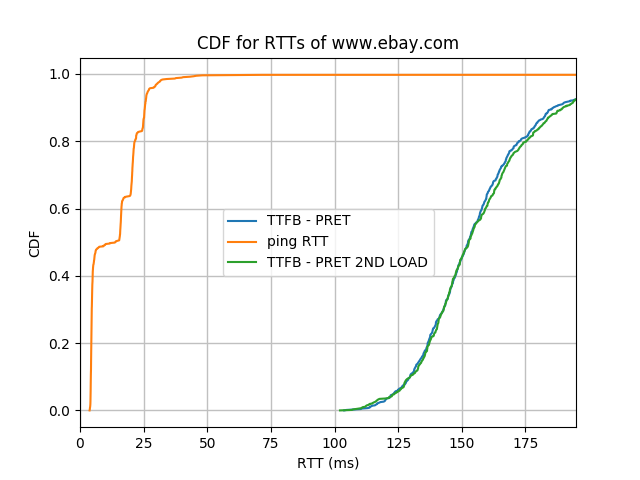 CDF for RTTs of www.ebay.com
1.0
0.8
0.6
0.4
0.2
0.0
CDF
TTFB - PRET
ping RTT
TTFB - PRET 2ND LOAD
0 25 50 75 100 125 150 175
RTT (ms)